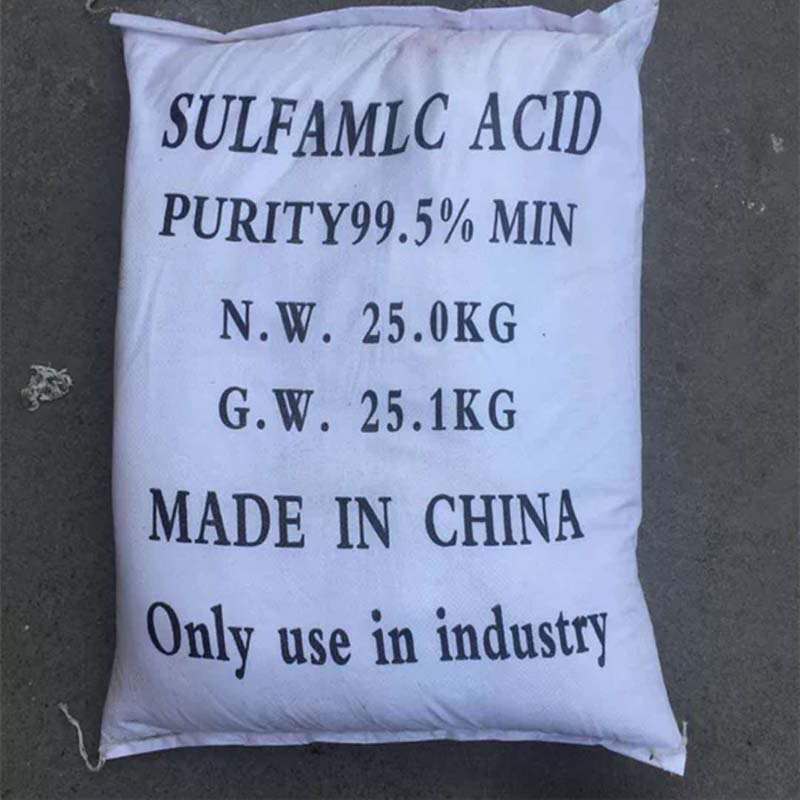 SULFAMLC ACID
PURITY99.5% MIN
N.W. 25.0KG
G.W. 25.1KG
MADE IN CHINA
Only use in industry